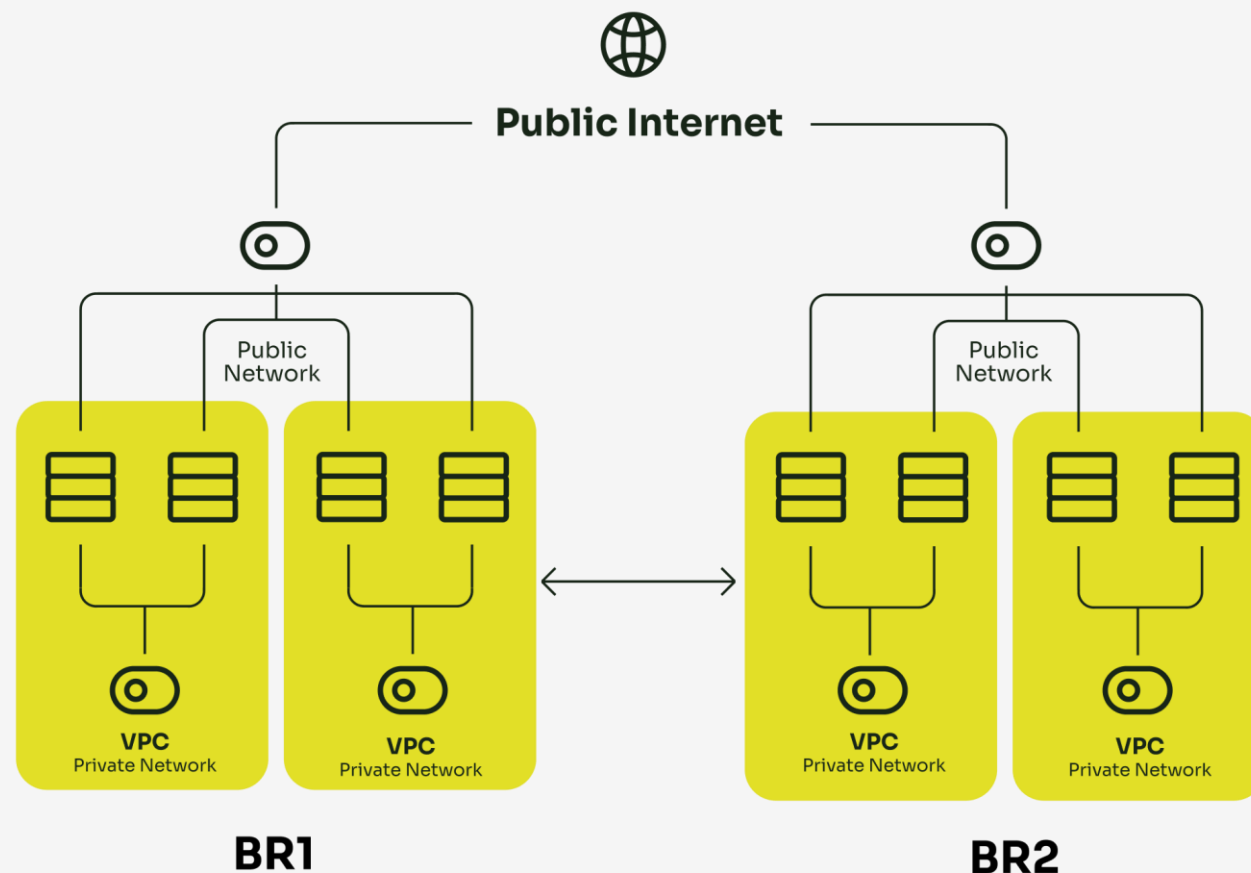 Public Internet
Public
Network
Public
Network
VPC
Private Network
VPC
Private Network
VPC
Private Network
VPC
Private Network
BR1
BR2